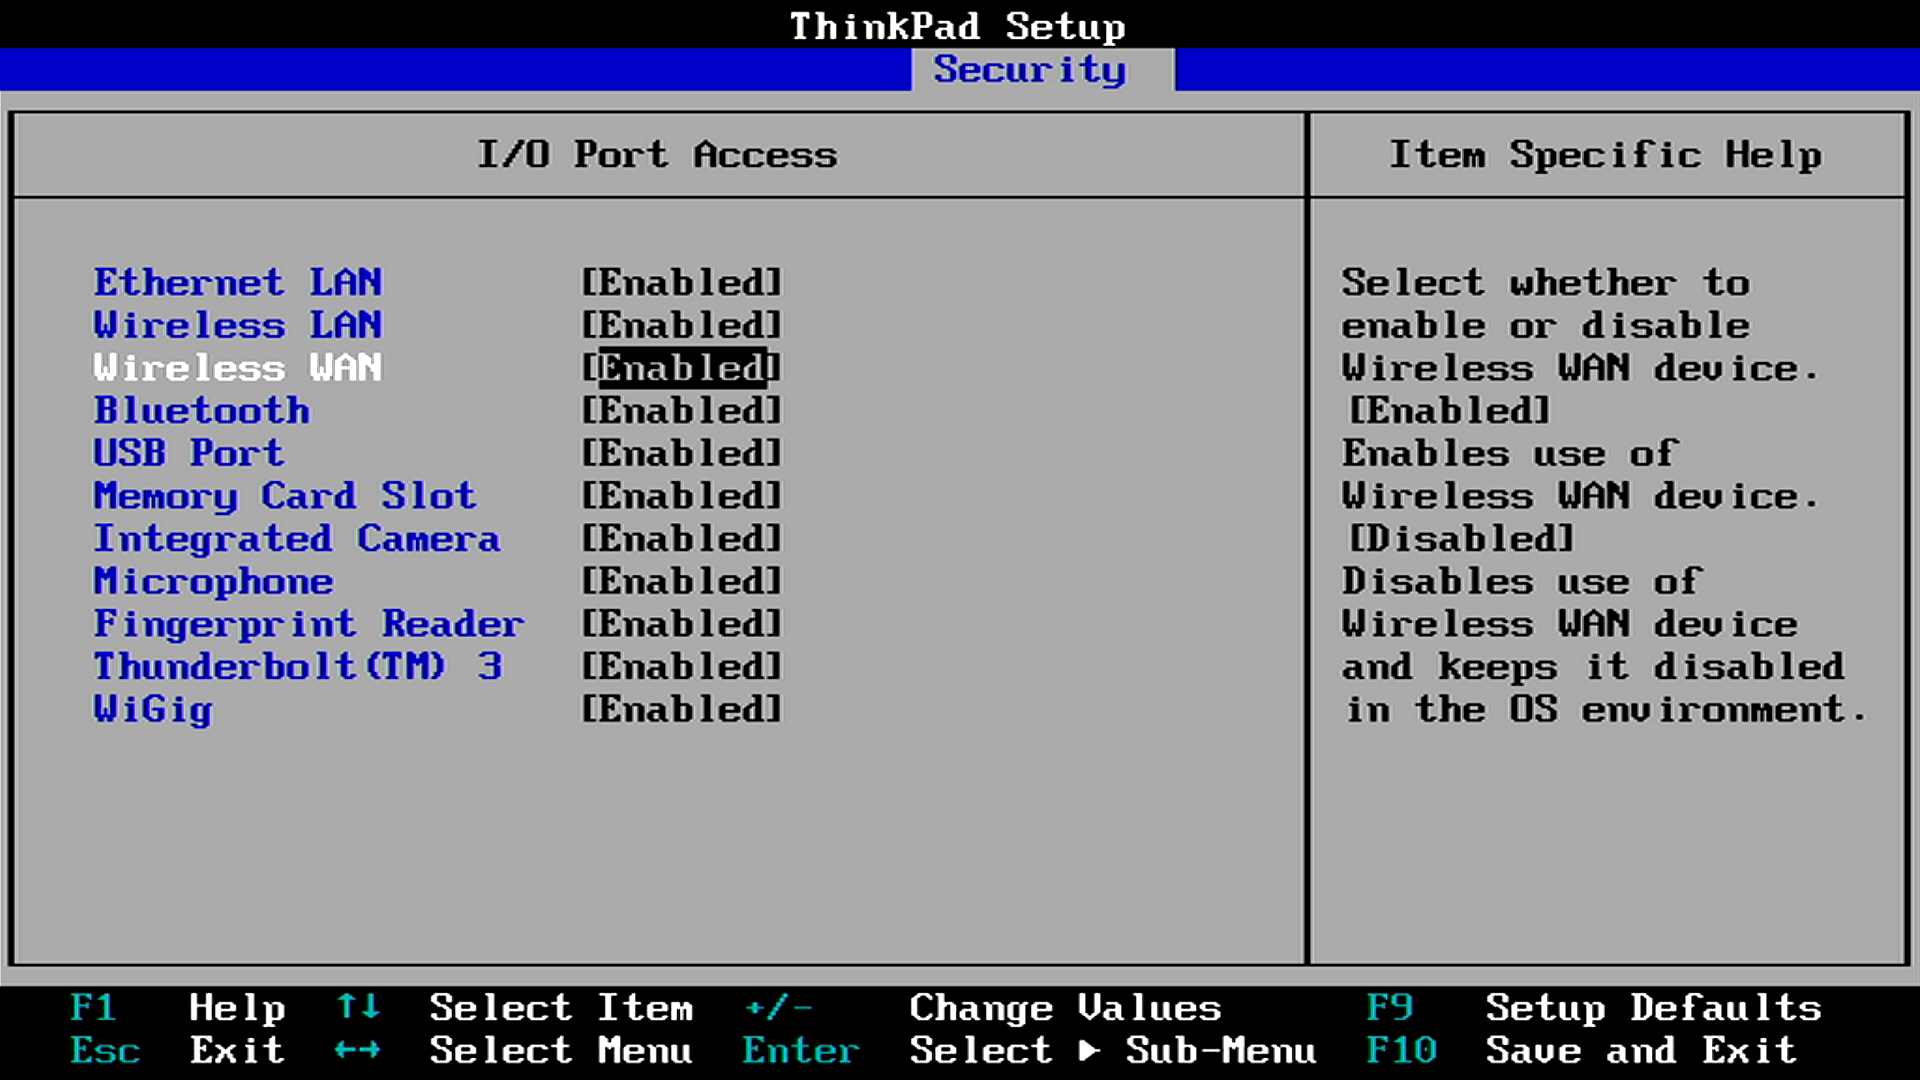 ThinkPad Setup
Security
I/O Port Access
Item Specific Help
Ethernet LAN [Enabled]
Wireless LAN [Enabled]
Wireless WAN [Enabled]
Bluetooth [Enabled]
USB Port [Enabled]
Memory Card Slot [Enabled]
Integrated Camera [Enabled]
Microphone [Enabled]
Fingerprint Reader [Enabled]
Thunderbolt(TM) 3 [Enabled]
WiGig [Enabled]
Select whether to
enable or disable
Wireless WAN device.
[Enabled]
Enables use of
Wireless WAN device.
[Disabled]
Disables use of
Wireless WAN device
and keeps it disabled
in the OS environment.
F1 Help ↑↓ Select Item +/- Change Values F9 Setup Defaults
Esc Exit ←→ Select Menu Enter Select ▶ Sub-Menu F10 Save and Exit